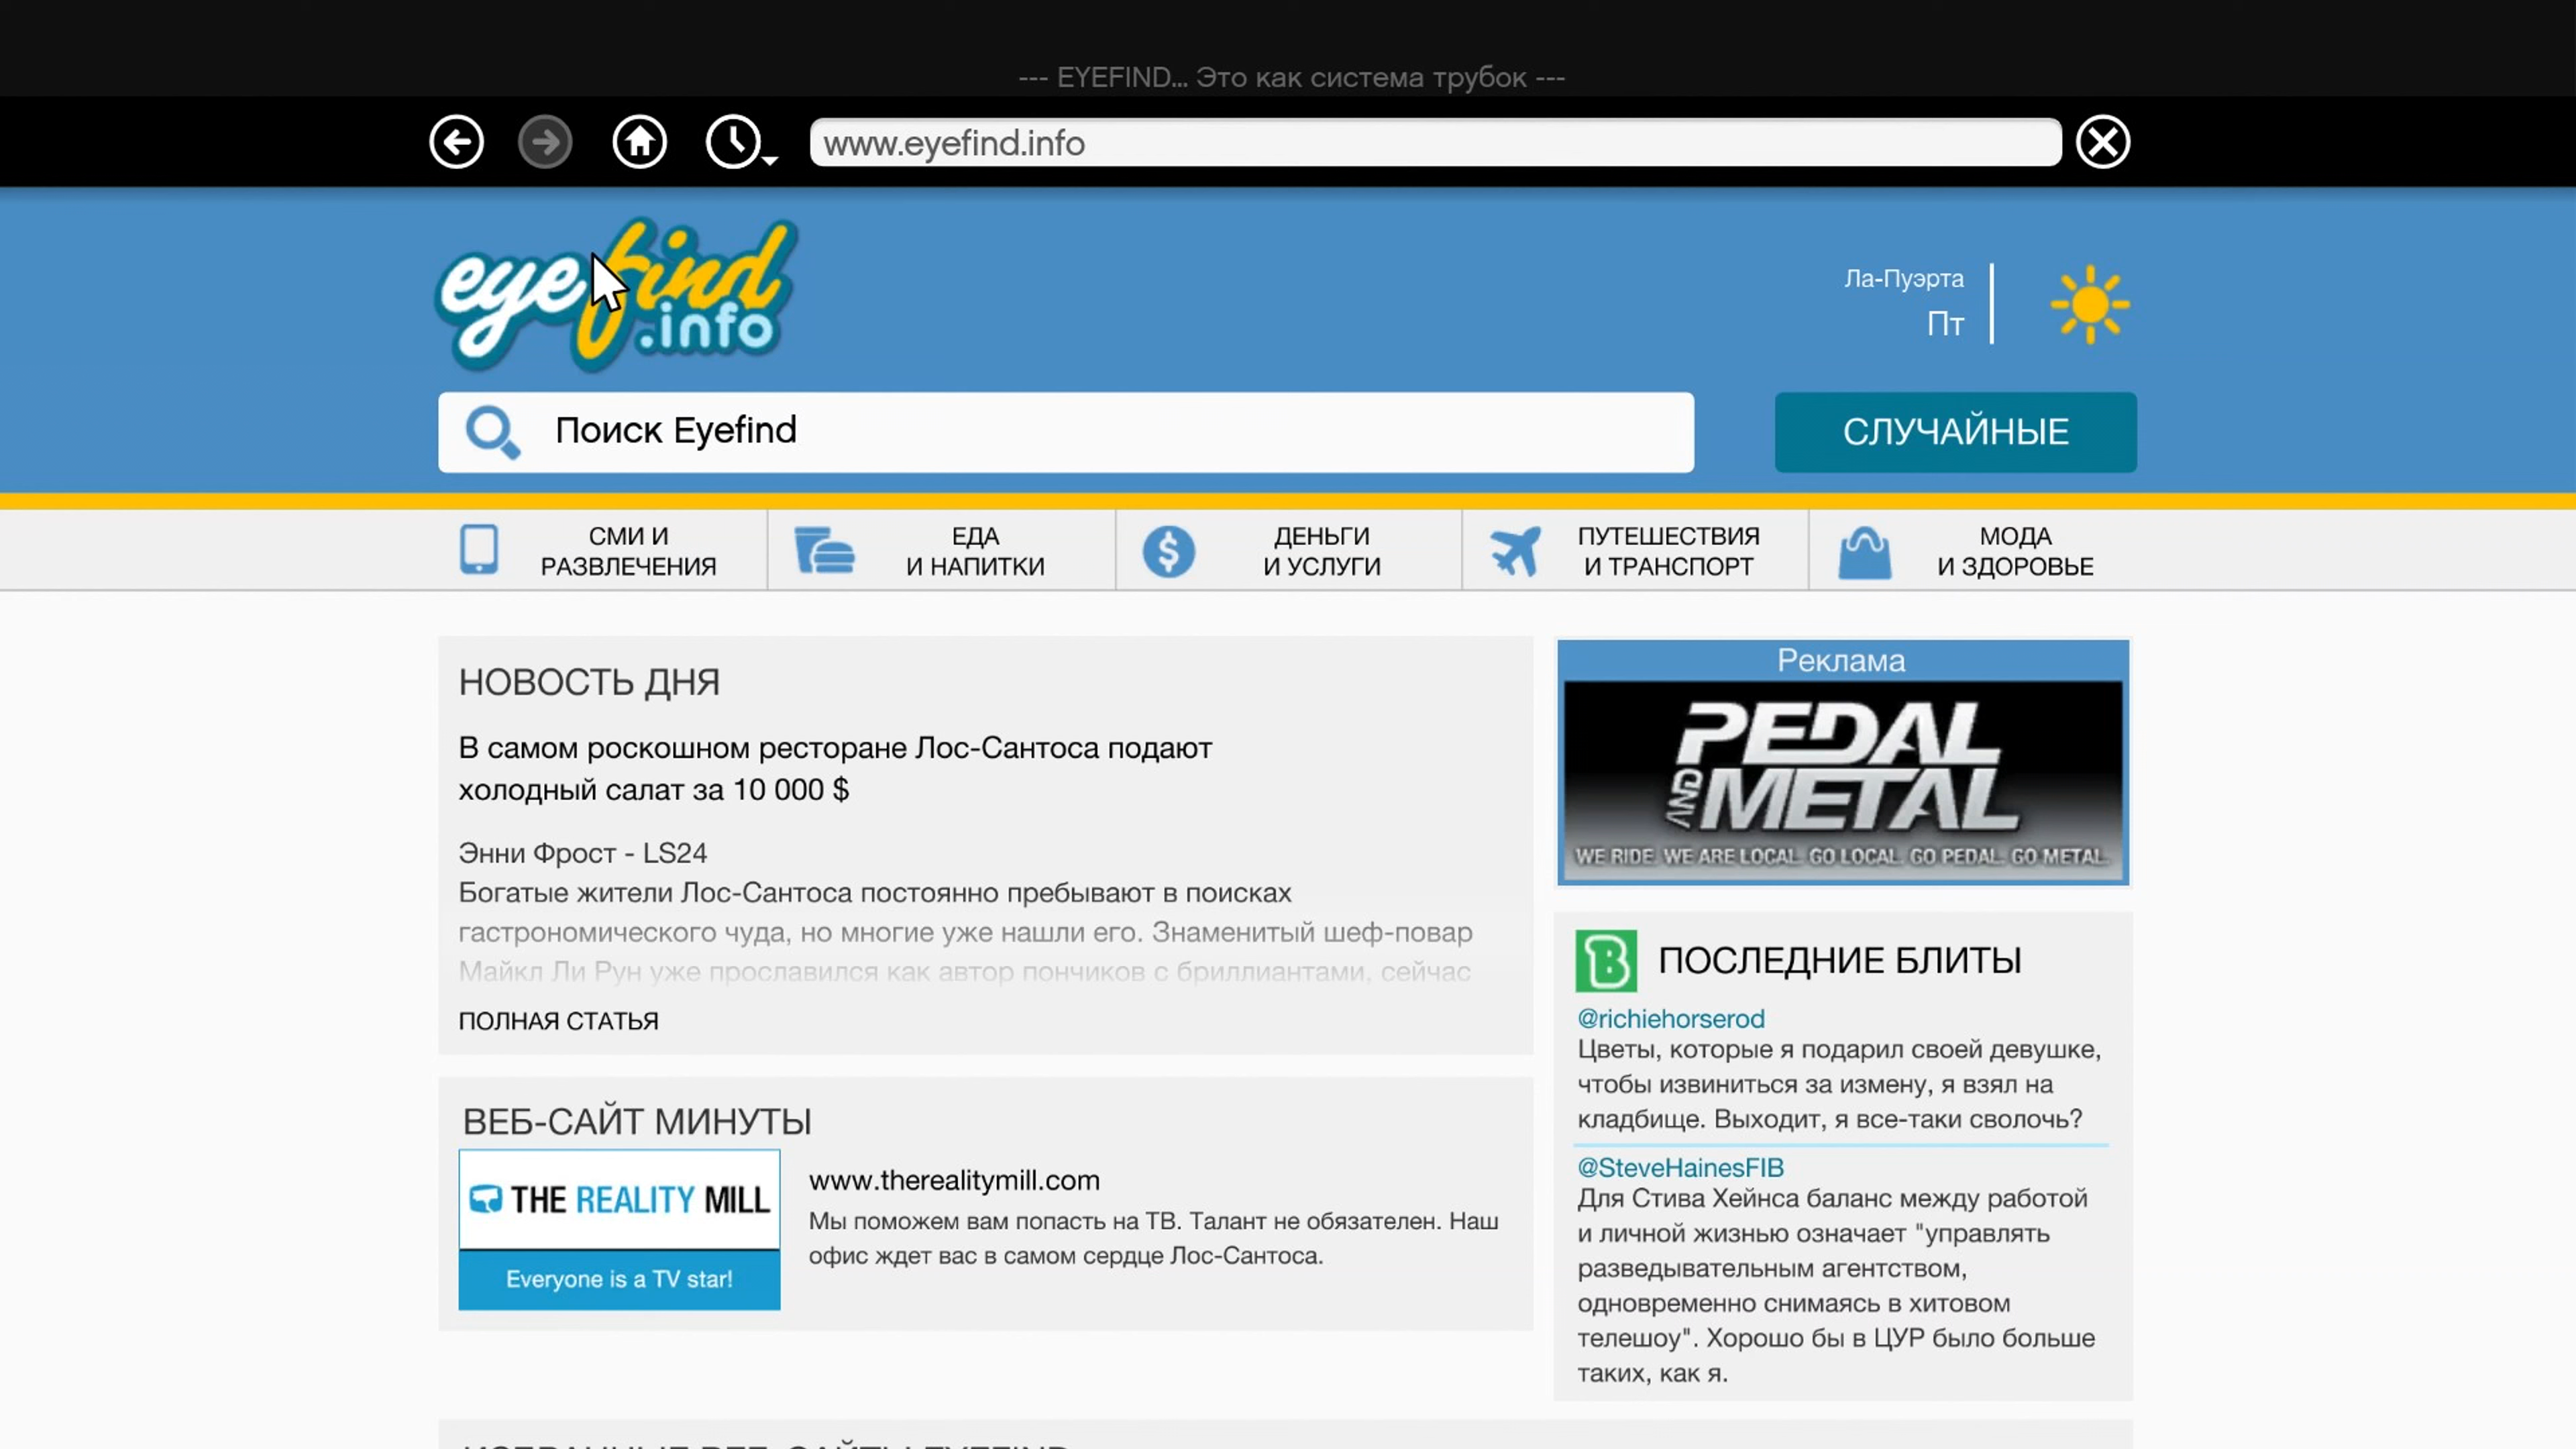 --- EYEFIND... Это как система трубок ---
www.eyefind.info
eyefind
.info
Ла-Пуэрта
Пт
Поиск Eyefind
СЛУЧАЙНЫЕ
СМИ И
РАЗВЛЕЧЕНИЯ
ЕДА
И НАПИТКИ
ДЕНЬГИ
И УСЛУГИ
ПУТЕШЕСТВИЯ
И ТРАНСПОРТ
МОДА
И ЗДОРОВЬЕ
НОВОСТЬ ДНЯ
В самом роскошном ресторане Лос-Сантоса подают
холодный салат за 10 000 $
Энни Фрост - LS24
Богатые жители Лос-Сантоса постоянно пребывают в поисках
гастрономического чуда, но многие уже нашли его. Знаменитый шеф-повар
Майкл Ли Рун уже прославился как автор пончиков с бриллиантами, сейчас
ПОЛНАЯ СТАТЬЯ
ВЕБ-САЙТ МИНУТЫ
THE REALITY MILL
Everyone is a TV star!
www.therealitymill.com
Мы поможем вам попасть на ТВ. Талант не обязателен. Наш
офис ждет вас в самом сердце Лос-Сантоса.
Реклама
PEDAL
AND METAL
WE RIDE. WE ARE LOCAL. GO LOCAL. GO PEDAL. GO METAL.
B ПОСЛЕДНИЕ БЛИТЫ
@richiehorserod
Цветы, которые я подарил своей девушке,
чтобы извиниться за измену, я взял на
кладбище. Выходит, я все-таки сволочь?
@SteveHainesFIB
Для Стива Хейнса баланс между работой
и личной жизнью означает "управлять
разведывательным агентством,
одновременно снимаясь в хитовом
телешоу". Хорошо бы в ЦУР было больше
таких, как я.
ИЗБРАННЫЕ ВЕБ-САЙТЫ EYEFIND